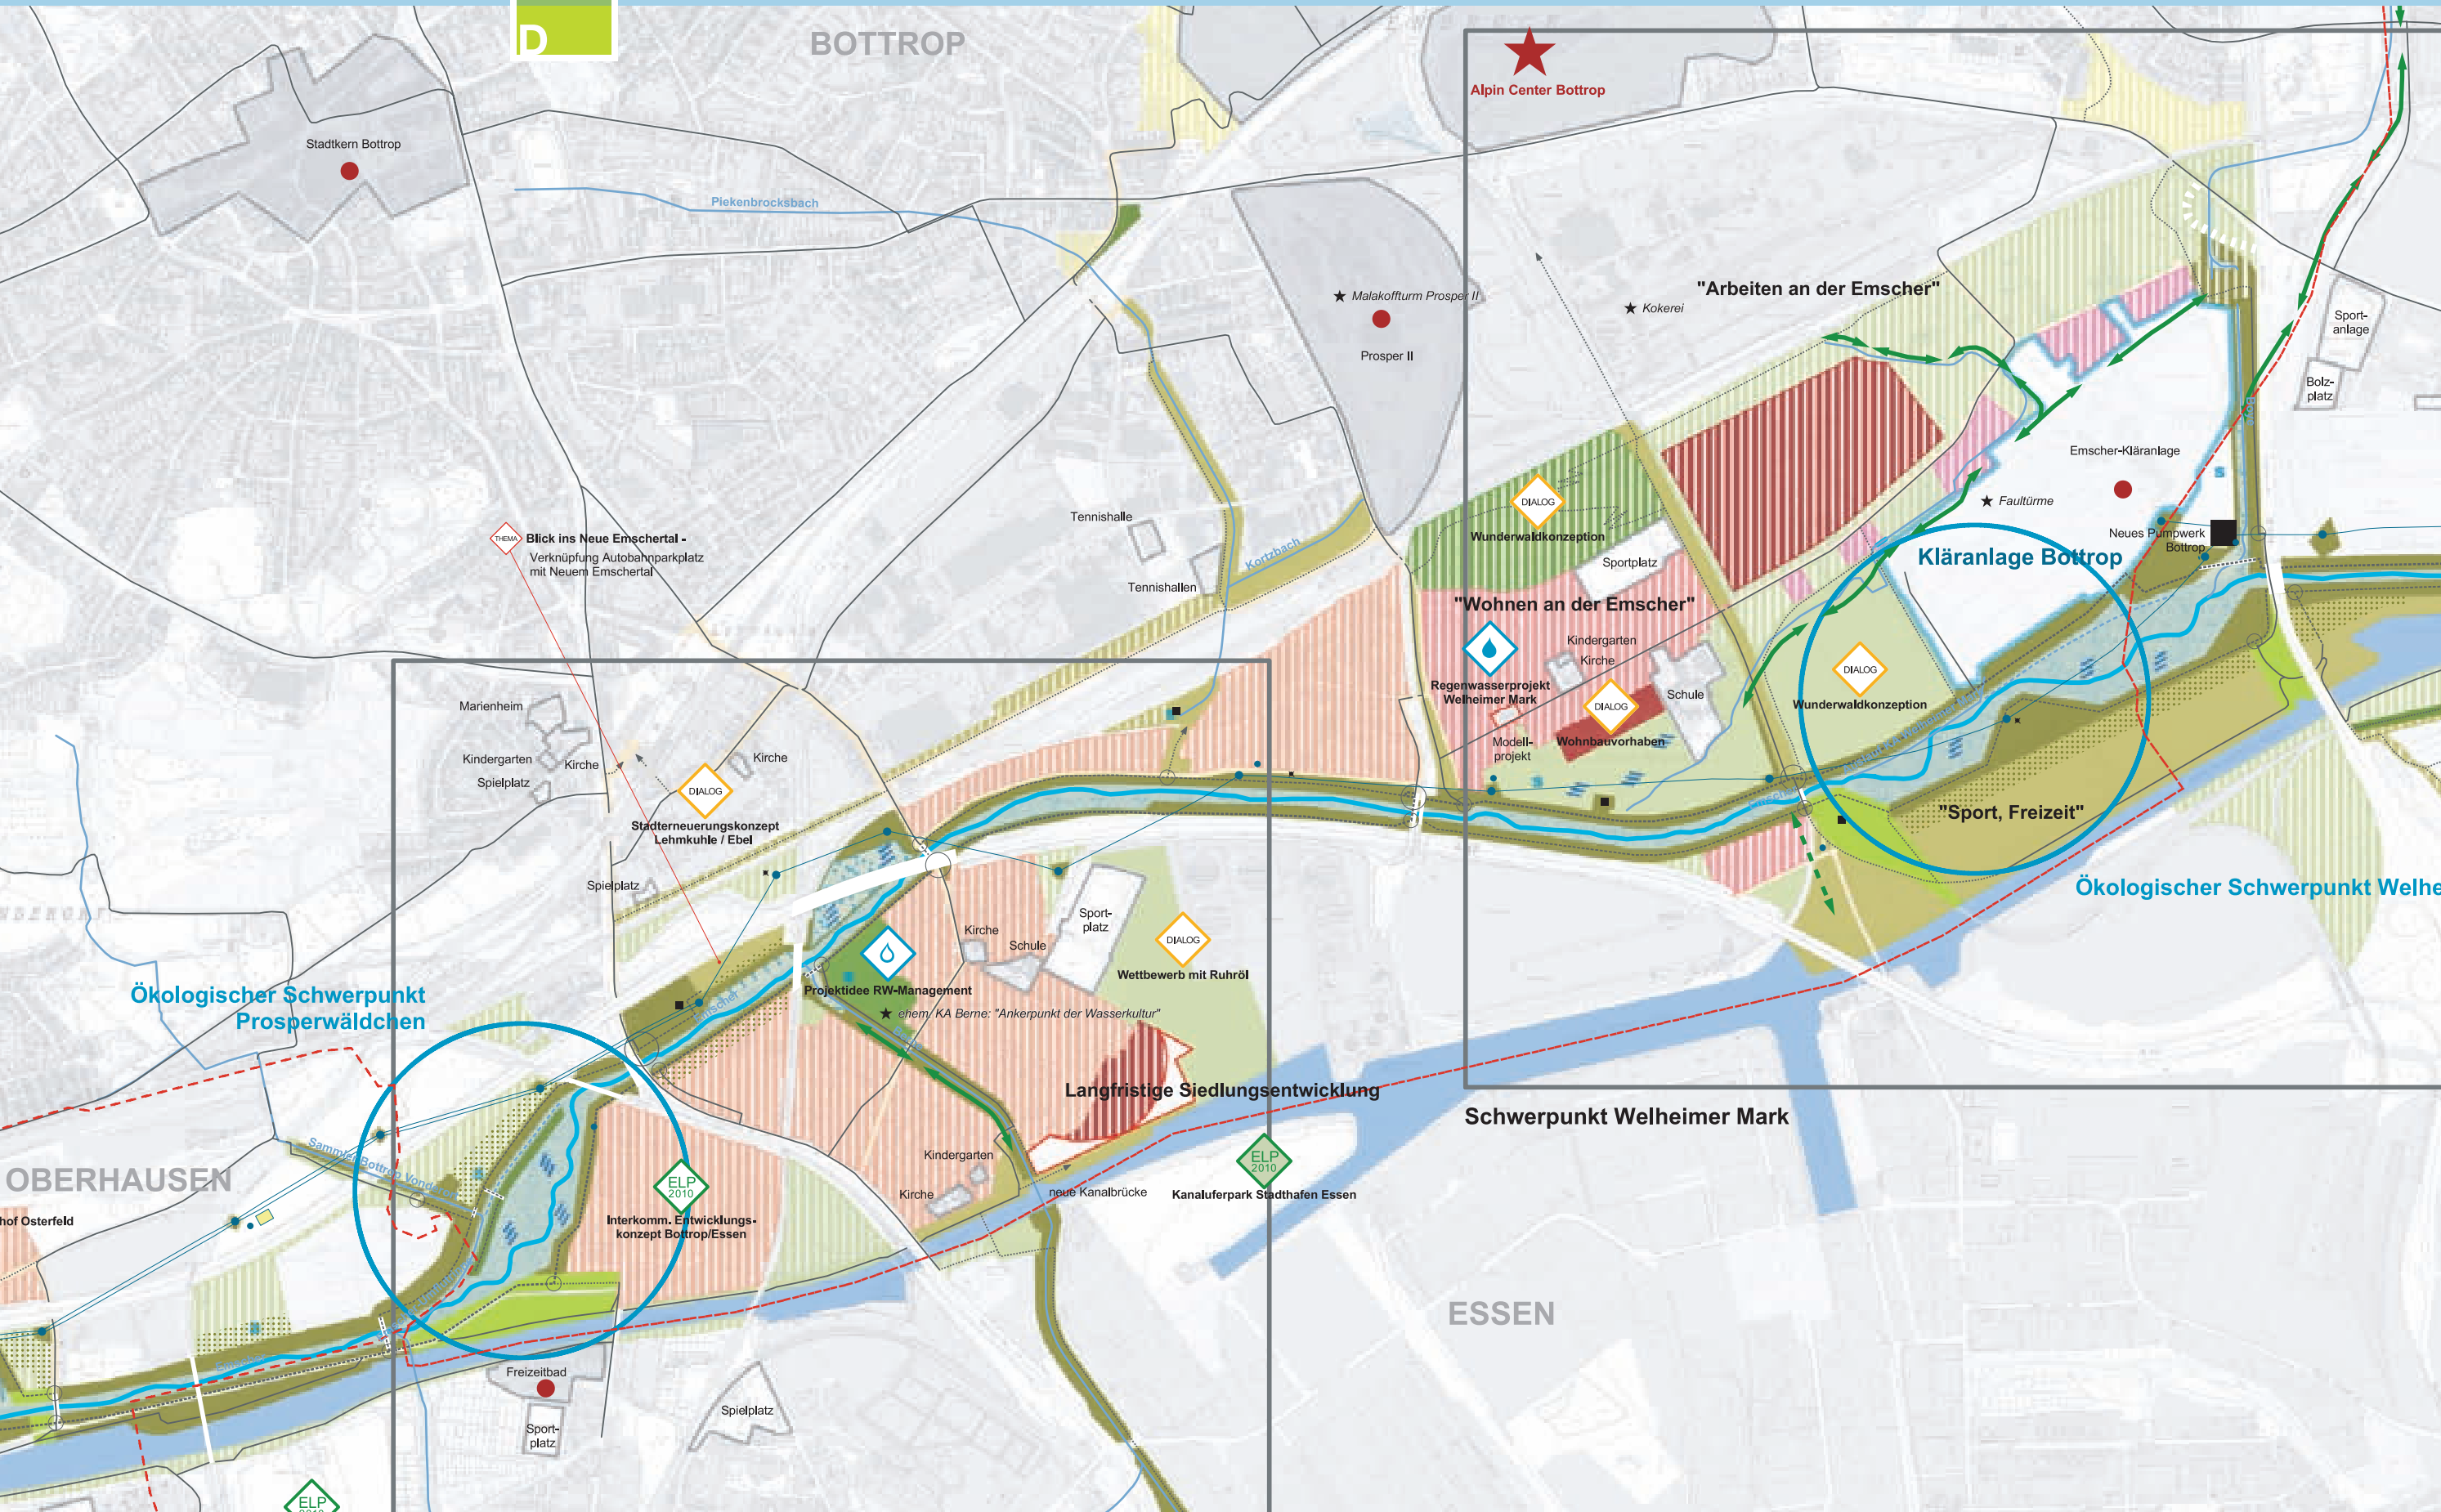 D
BOTTROP
Alpin Center Bottrop
Stadtkern Bottrop
Piekenbrocksbach
Malakoffturm Prosper II
Prosper II
Kokerei
"Arbeiten an der Emscher"
Sport-
anlage
Bolz-
platz
Emscher-Kläranlage
Faultürme
Neues Pumpwerk
Bottrop
Kläranlage Bottrop
DIALOG
Wunderwaldkonzeption
Sportplatz
Tennishalle
Tennishallen
Kortzbach
THEMA
Blick ins Neue Emschertal -
Verknüpfung Autobahnparkplatz
mit Neuem Emschertal
"Wohnen an der Emscher"
Kindergarten
Kirche
Regenwasserprojekt
Welheimer Mark
Schule
DIALOG
Wohnbauvorhaben
Modell-
projekt
DIALOG
Wunderwaldkonzeption
"Sport, Freizeit"
Ökologischer Schwerpunkt Welhe
Marienheim
Kindergarten
Kirche
Spielplatz
Kirche
DIALOG
Stadterneuerungskonzept
Lehmkuhle / Ebel
Spielplatz
Sport-
platz
Kirche
Schule
DIALOG
Wettbewerb mit Ruhröl
Projektidee RW-Management
ehem. KA Berne: "Ankerpunkt der Wasserkultur"
Emscher
Ökologischer Schwerpunkt
Prosperwäldchen
Langfristige Siedlungsentwicklung
Schwerpunkt Welheimer Mark
Sammler Bottrop Vonderort
OBERHAUSEN
hof Osterfeld
ELP
2010
Interkomm. Entwicklungs-
konzept Bottrop/Essen
Kindergarten
Kirche
neue Kanalbrücke
ELP
2010
Kanaluferpark Stadthafen Essen
ESSEN
Freizeitbad
Sport-
platz
Spielplatz
ELP